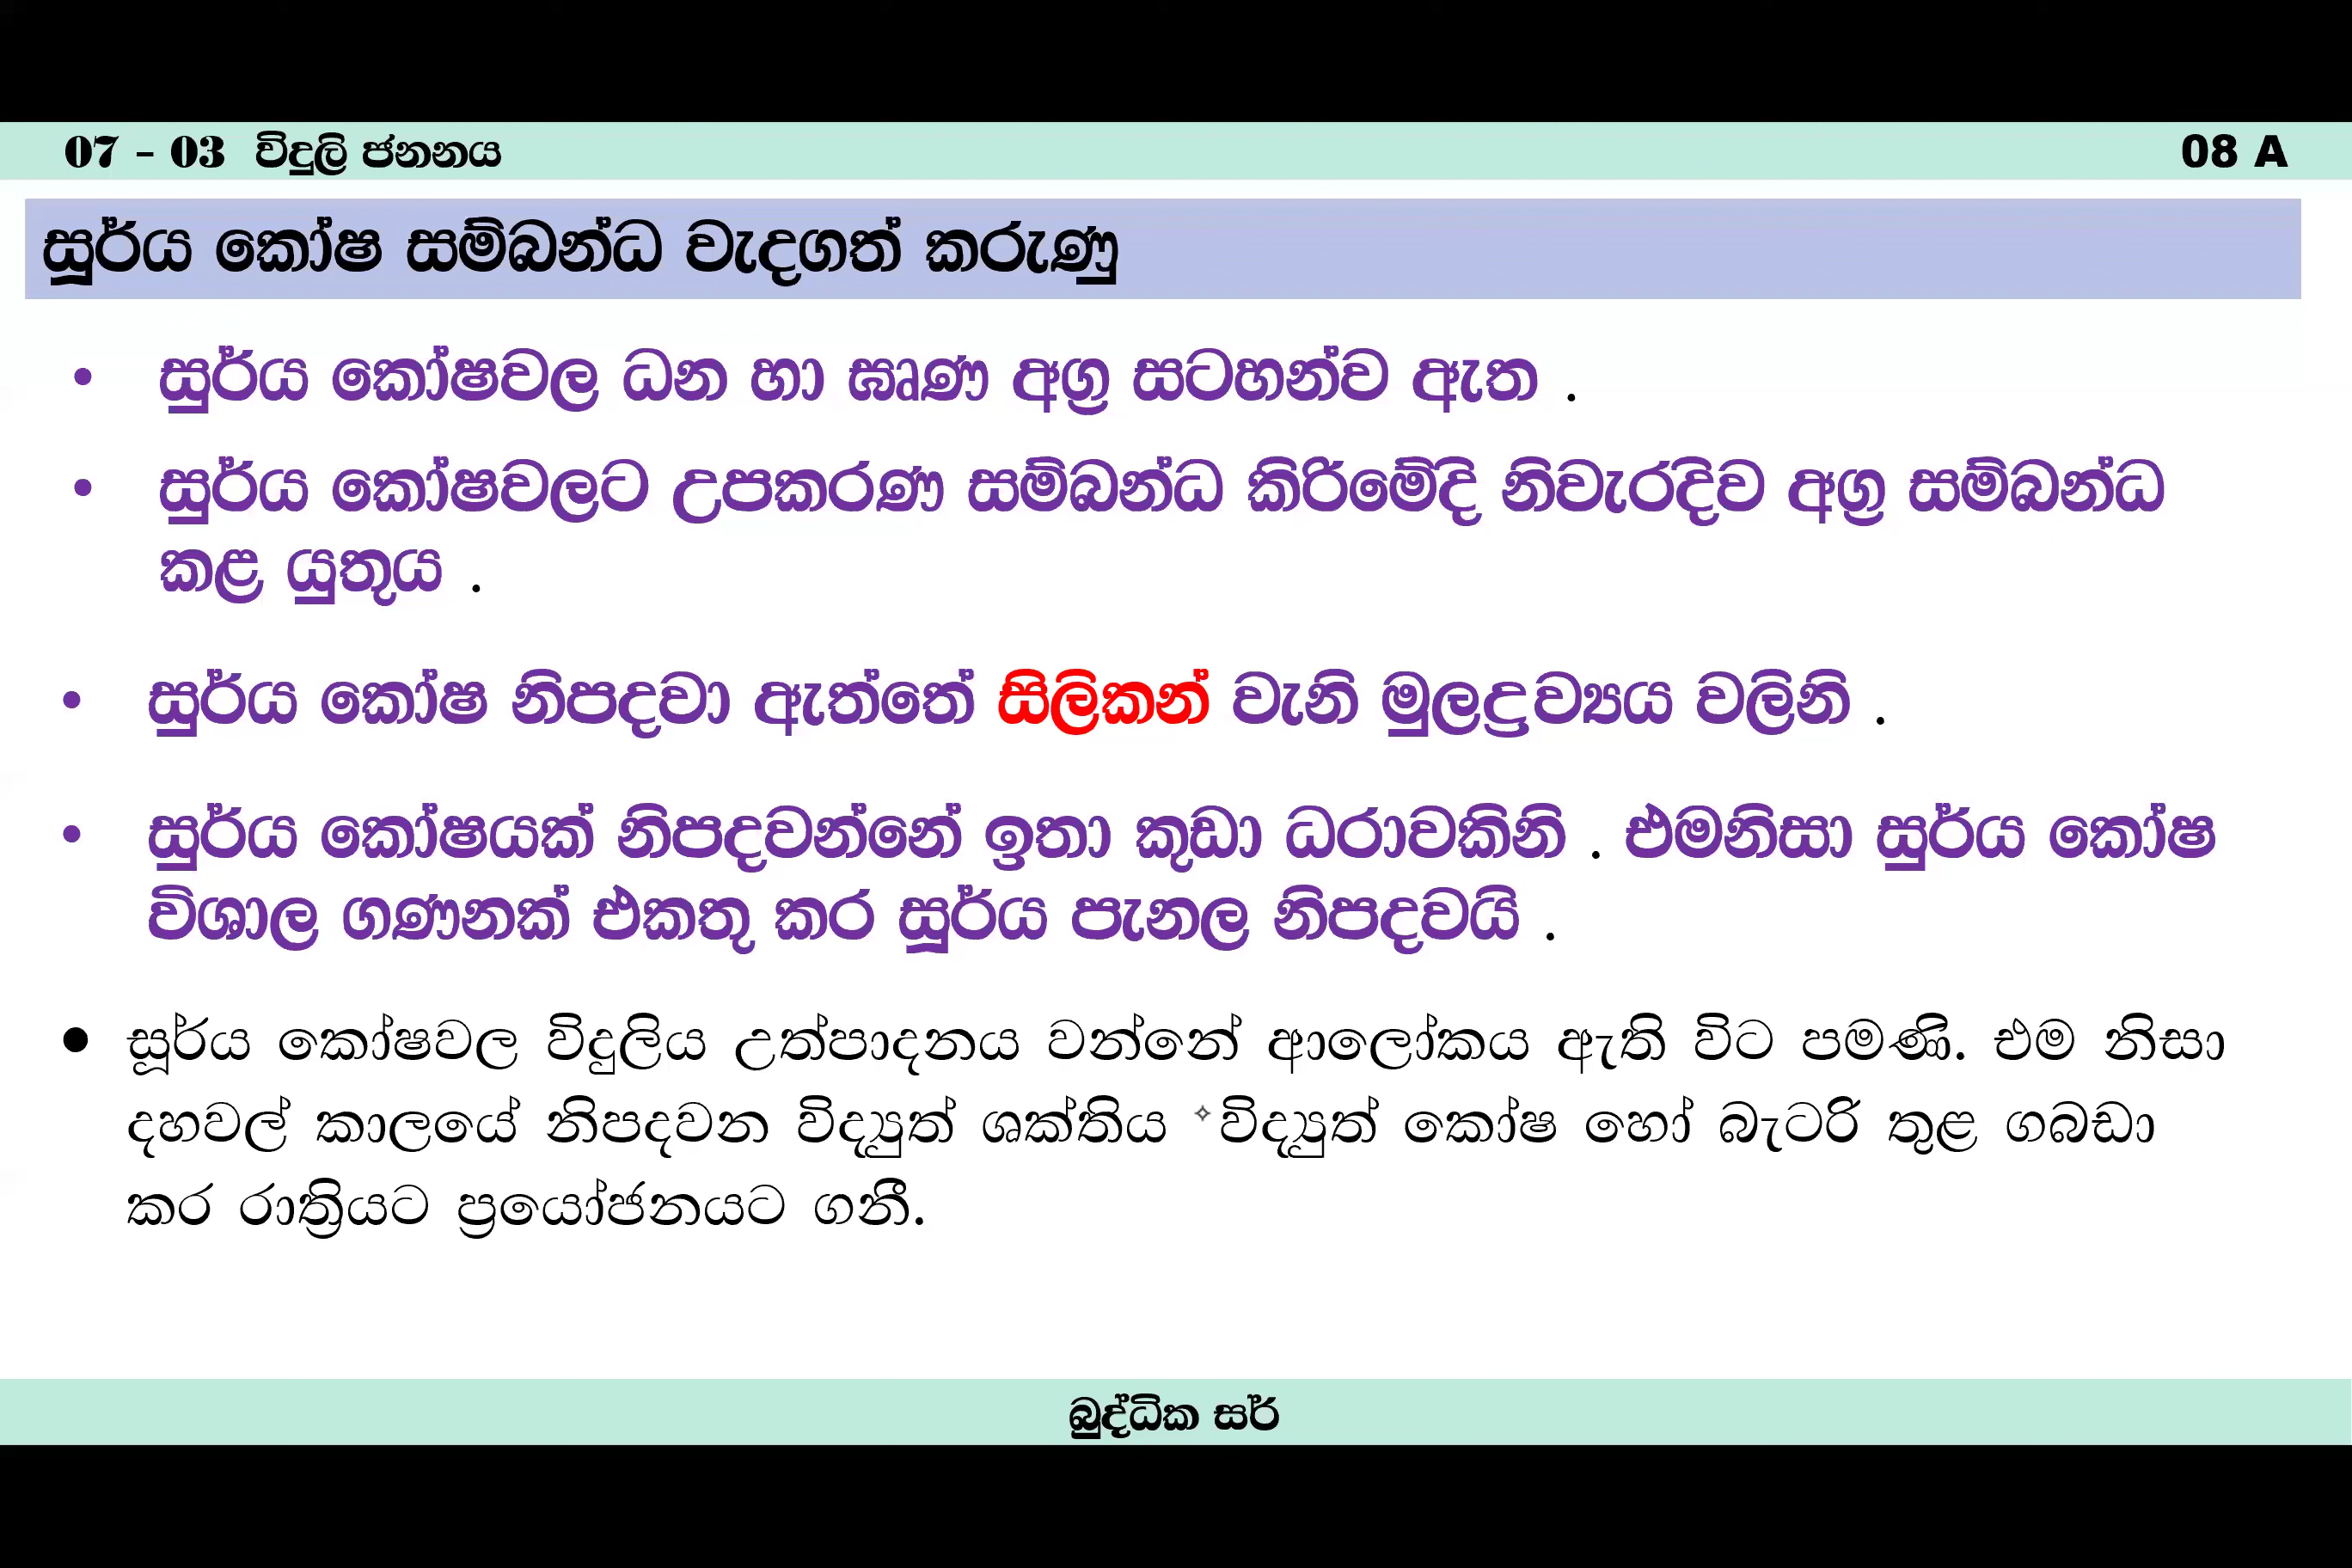 07 - 03 විදුලි ජනනය
08 A
සූර්ය කෝෂ සම්බන්ධ වැදගත් කරුණු
• සුර්ය කෝෂවල ධන හා ඍණ අග්‍ර සටහන්ව ඇත .
• සුර්ය කෝෂවලට උපකරණ සම්බන්ධ කිරිමේදි නිවැරදිව අග්‍ර සම්බන්ධ
කළ යුතුය .
• සුර්ය කෝෂ නිපදවා ඇත්තේ සිලිකන් වැනි මුලද්‍රව්‍යය වලිනි .
• සුර්ය කෝෂයක් නිපදවන්නේ ඉතා කුඩා ධරාවකිනි . එමනිසා සුර්ය කෝෂ
විශාල ගණනක් එකතු කර සූර්ය පැනල නිපදවයි .
• සූර්ය කෝෂවල විදුලිය උත්පාදනය වන්නේ ආලෝකය ඇති විට පමණි. එම නිසා
දහවල් කාලයේ නිපදවන විද්‍යුත් ශක්තිය විද්‍යුත් කෝෂ හෝ බැටරි තුළ ගබඩා
කර රාත්‍රියට ප්‍රයෝජනයට ගනී.
බුද්ධික සර්